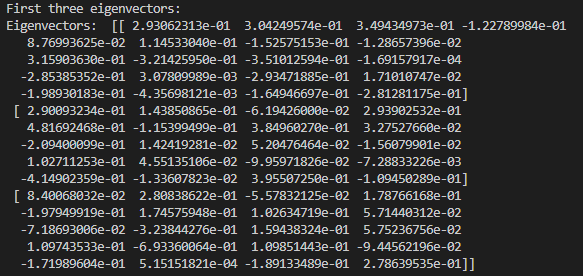 First three eigenvectors:
Eigenvectors:  [[ 2.93062313e-01  3.04249574e-01  3.49434973e-01 -1.22789984e-01
   8.76993625e-02  1.14533040e-01 -1.52575153e-01 -1.28657396e-02
   3.15903630e-01 -3.21425950e-01 -3.51012594e-01 -1.69157917e-04
  -2.85385352e-01  3.07809989e-03 -2.93471885e-01  1.71010747e-02
  -1.98930183e-01 -4.35698121e-03 -1.64946697e-01 -2.81281175e-01]
 [ 2.90093234e-01  1.43850865e-01 -6.19426000e-02  2.93902532e-01
   4.81692468e-01 -1.15399499e-01  3.84960270e-01  3.27527660e-02
  -2.09400099e-01  1.42419281e-02  5.20476464e-02 -1.56079901e-02
   1.02711253e-01  4.55135106e-02 -9.95971826e-02 -7.28833226e-03
  -4.14902359e-01 -1.33607823e-02  3.95507250e-01 -1.09450289e-01]
 [ 8.40068032e-02  2.80838622e-01 -5.57832125e-02  1.78766168e-01
  -1.97949919e-01  1.74575948e-01  1.02634719e-01  5.71440312e-02
  -7.18693006e-02 -3.23844276e-01  1.59438324e-01  5.75236756e-02
   1.09743533e-01 -6.93360064e-01  1.09851443e-01 -9.44562196e-02
  -1.71989604e-01  5.15151821e-04 -1.89133489e-01  2.78639535e-01]]